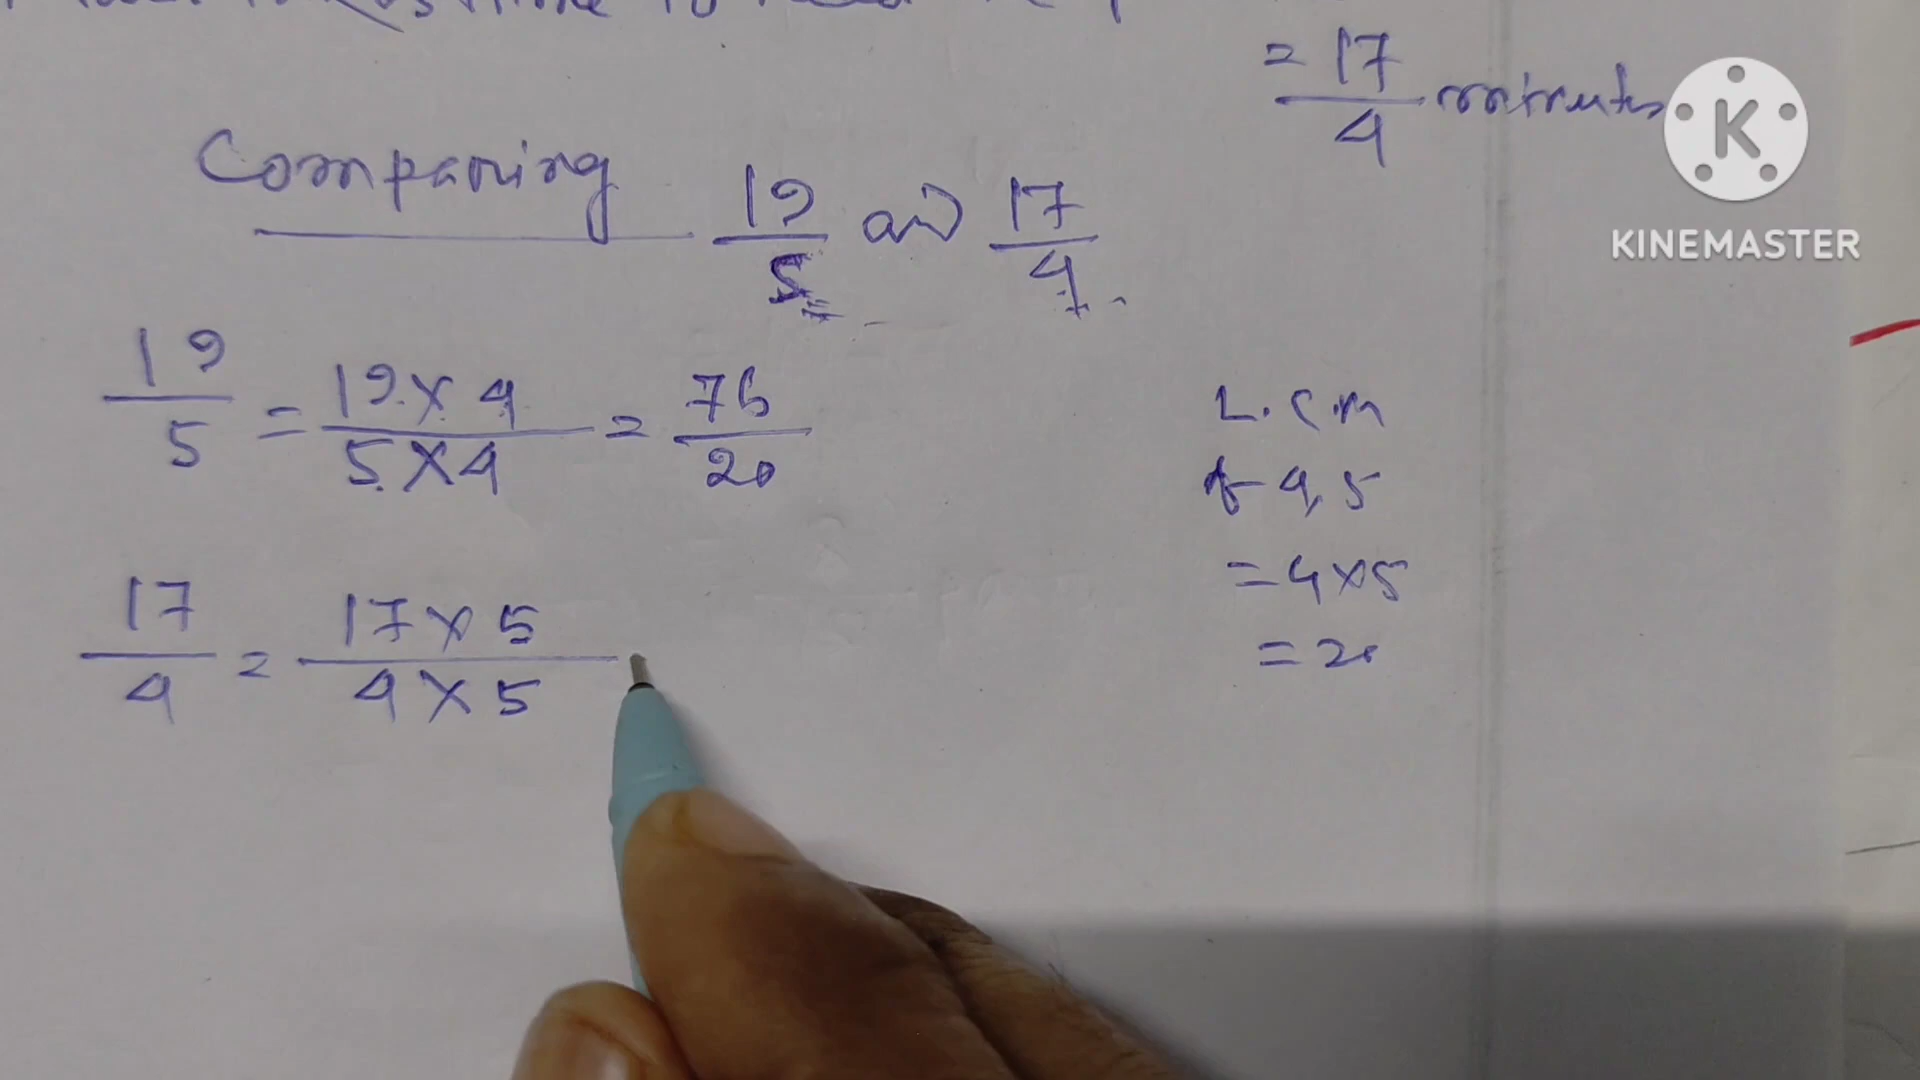 = 17/4 minutes
KINEMASTER
Comparing 19/5 and 17/4
19/5 = 19 × 4 / 5 × 4 = 76/20
17/4 = 17 × 5 / 4 × 5
L.C.M
of 4, 5
= 4 × 5
= 20